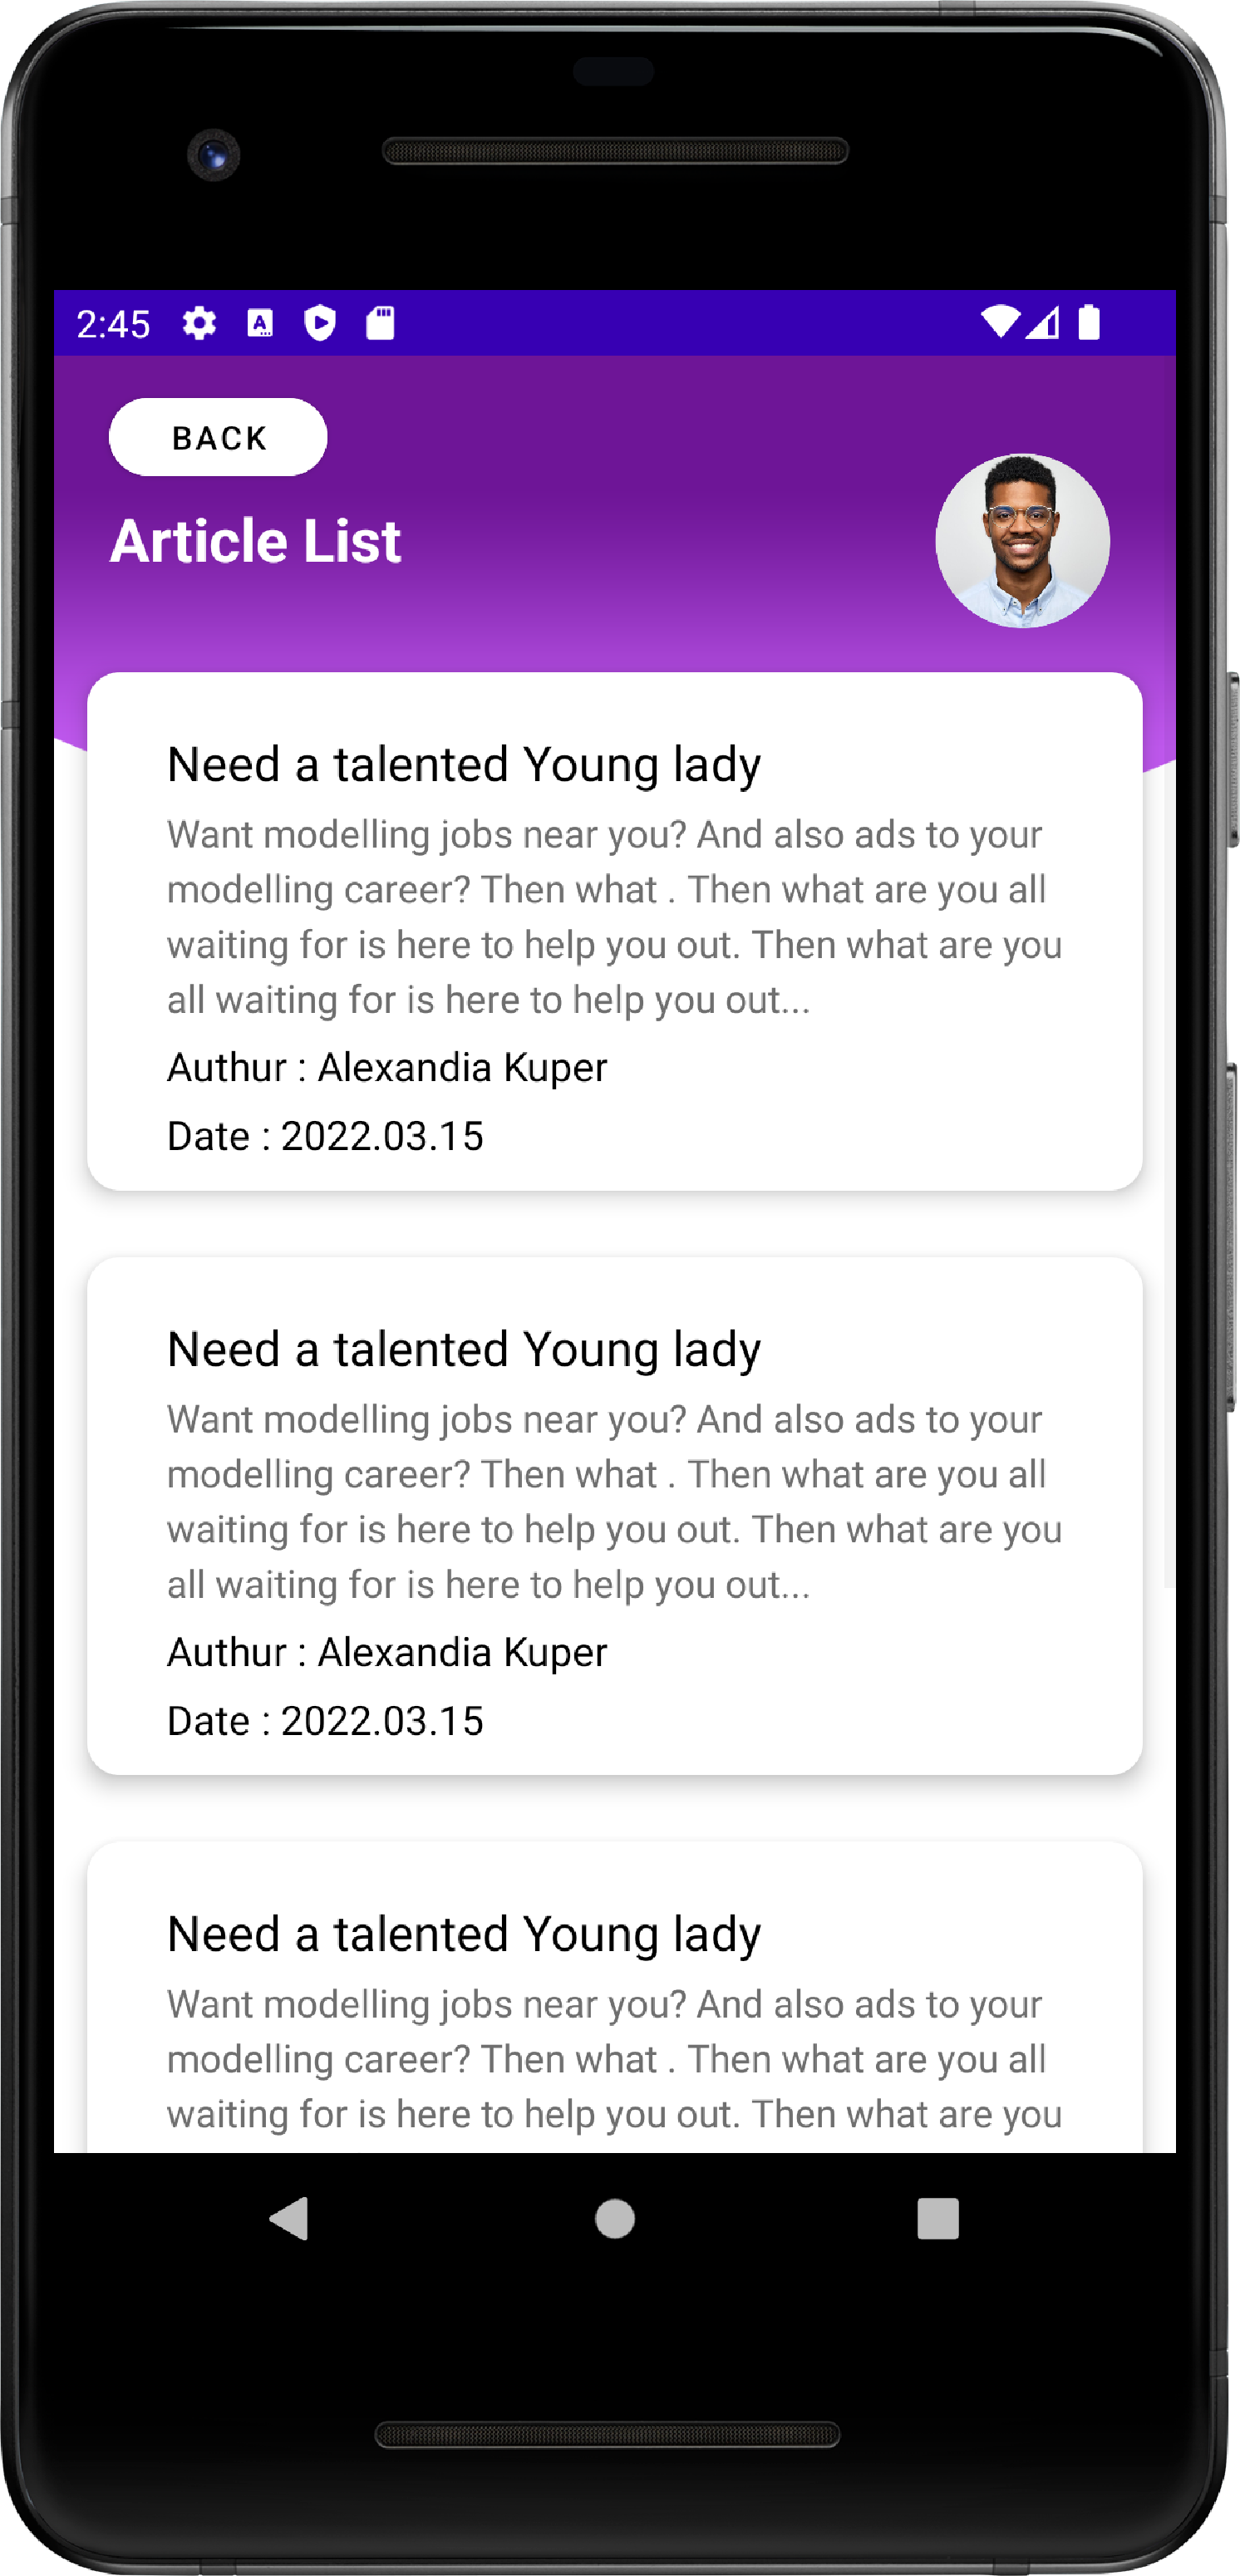 2:45
BACK
Article List
Need a talented Young lady
Want modelling jobs near you? And also ads to your
modelling career? Then what . Then what are you all
waiting for is here to help you out. Then what are you
all waiting for is here to help you out...
Authur : Alexandia Kuper
Date : 2022.03.15
Need a talented Young lady
Want modelling jobs near you? And also ads to your
modelling career? Then what . Then what are you all
waiting for is here to help you out. Then what are you
all waiting for is here to help you out...
Authur : Alexandia Kuper
Date : 2022.03.15
Need a talented Young lady
Want modelling jobs near you? And also ads to your
modelling career? Then what . Then what are you all
waiting for is here to help you out. Then what are you